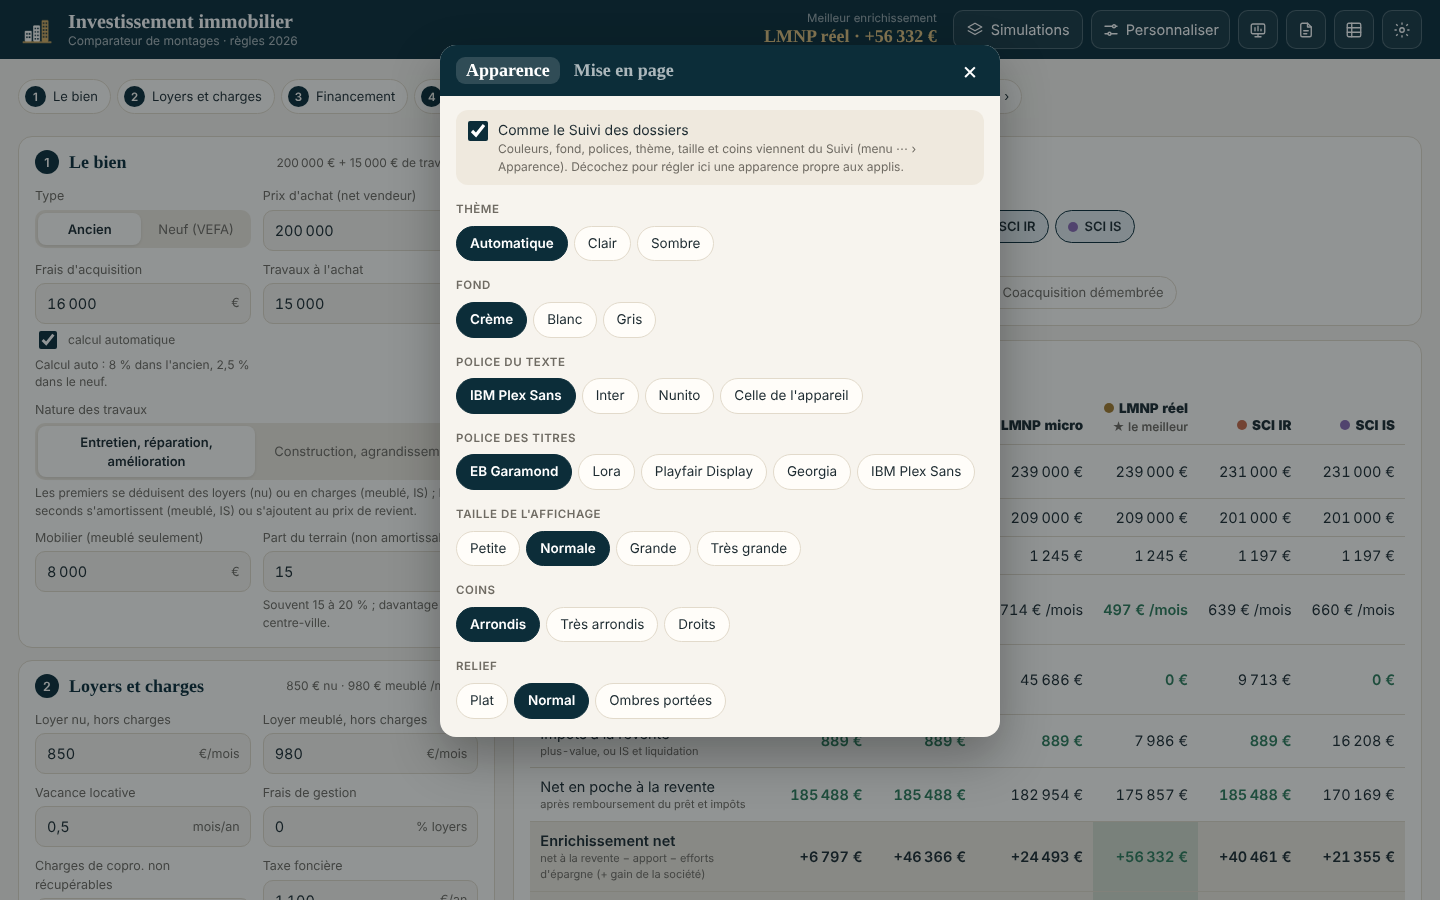 Investissement immobilier
Comparateur de montages · règles 2026
Meilleur enrichissement
LMNP réel · +56 332 €
Simulations
Personnaliser
1 Le bien
2 Loyers et charges
3 Financement
4
›
Apparence
Mise en page
×
Comme le Suivi des dossiers
Couleurs, fond, polices, thème, taille et coins viennent du Suivi (menu ··· ›
Apparence). Décochez pour régler ici une apparence propre aux applis.
THÈME
Automatique
Clair
Sombre
FOND
Crème
Blanc
Gris
POLICE DU TEXTE
IBM Plex Sans
Inter
Nunito
Celle de l'appareil
POLICE DES TITRES
EB Garamond
Lora
Playfair Display
Georgia
IBM Plex Sans
TAILLE DE L'AFFICHAGE
Petite
Normale
Grande
Très grande
COINS
Arrondis
Très arrondis
Droits
RELIEF
Plat
Normal
Ombres portées
1 Le bien
200 000 € + 15 000 € de
Type
Ancien
Neuf (VEFA)
Prix d'achat (net vendeur)
200 000
Frais d'acquisition
16 000 €
Travaux à l'achat
15 000
calcul automatique
Calcul auto : 8 % dans l'ancien, 2,5 %
dans le neuf.
Nature des travaux
Entretien, réparation,
amélioration
Construction,
Les premiers se déduisent des loyers (nu) ou en charges (meublé, IS) ;
seconds s'amortissent (meublé, IS) ou s'ajoutent au prix de revient.
Mobilier (meublé seulement)
8 000 €
Part du terrain (non
15
Souvent 15 à 20 % ; davantage
centre-ville.
2 Loyers et charges
850 € nu · 980 € meublé
Loyer nu, hors charges
850 €/mois
Loyer meublé, hors charges
980 €/mois
Vacance locative
0,5 mois/an
Frais de gestion
0 % loyers
Charges de copro. non
récupérables
Taxe foncière
1 100 €/an
SCI IR
SCI IS
Coacquisition démembrée
LMNP micro
LMNP réel
★ le meilleur
SCI IR
SCI IS
239 000 € 239 000 € 231 000 € 231 000 €
209 000 € 209 000 € 201 000 € 201 000 €
1 245 € 1 245 € 1 197 € 1 197 €
714 € /mois 497 € /mois 639 € /mois 660 € /mois
45 686 € 0 € 9 713 € 0 €
Impôts à la revente
plus-value, ou IS et liquidation
889 € 889 € 889 € 7 986 € 889 € 16 208 €
Net en poche à la revente
après remboursement du prêt et impôts
185 488 € 185 488 € 182 954 € 175 857 € 185 488 € 170 169 €
Enrichissement net
net à la revente − apport − efforts
d'épargne (+ gain de la société)
+6 797 € +46 366 € +24 493 € +56 332 € +40 461 € +21 355 €